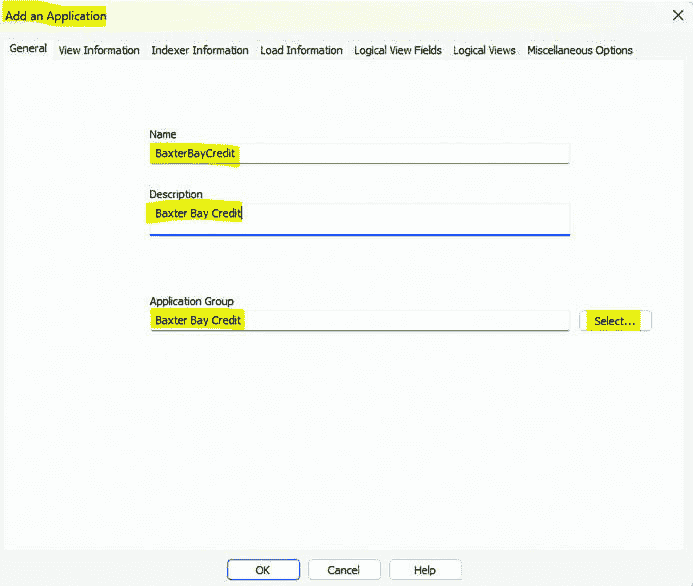 Add an Application
General View Information Indexer Information Load Information Logical View Fields Logical Views Miscellaneous Options
Name
BaxterBayCredit
Description
Baxter Bay Credit
Application Group
Baxter Bay Credit Select...
OK Cancel Help